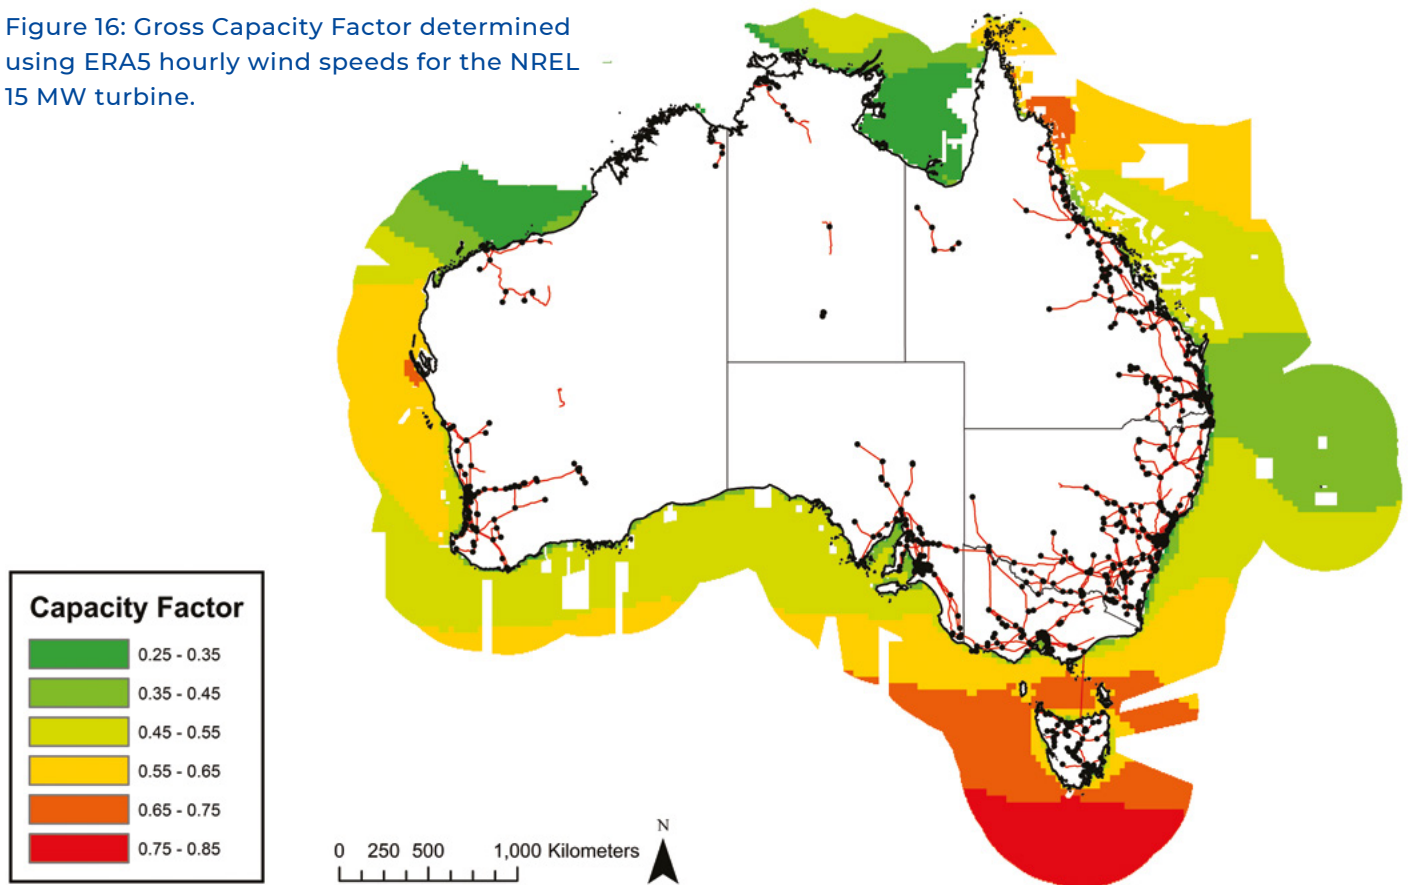 Figure 16: Gross Capacity Factor determined
using ERA5 hourly wind speeds for the NREL
15 MW turbine.
Capacity Factor
0.25 - 0.35
0.35 - 0.45
0.45 - 0.55
0.55 - 0.65
0.65 - 0.75
0.75 - 0.85
0 250 500 1,000 Kilometers
N